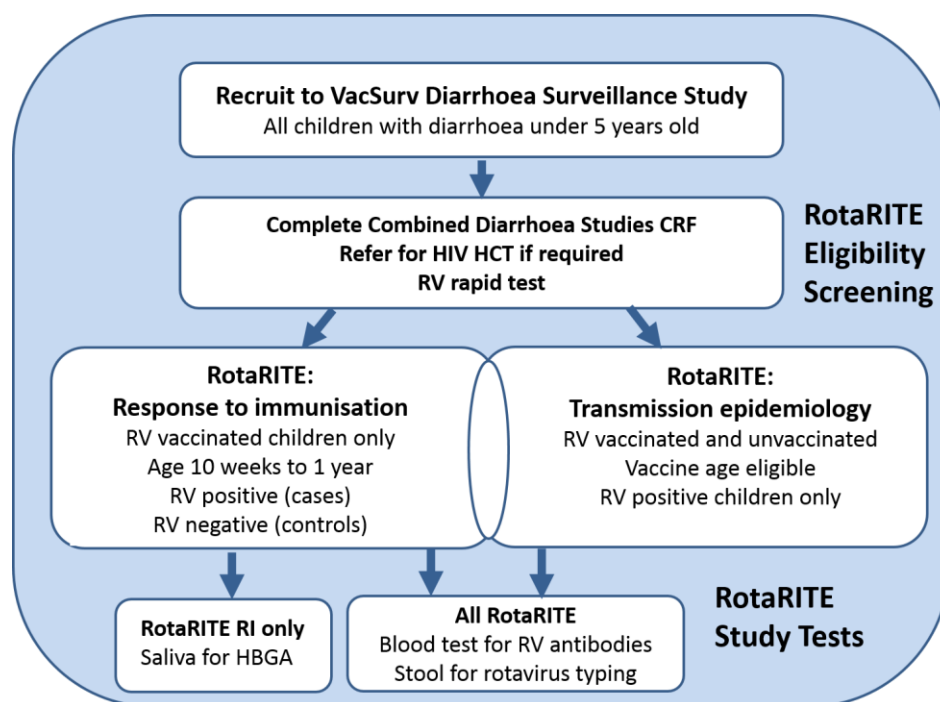 Recruit to VacSurv Diarrhoea Surveillance Study
All children with diarrhoea under 5 years old
Complete Combined Diarrhoea Studies CRF
Refer for HIV HCT if required
RV rapid test
RotaRITE
Eligibility
Screening
RotaRITE:
Response to immunisation
RV vaccinated children only
Age 10 weeks to 1 year
RV positive (cases)
RV negative (controls)
RotaRITE:
Transmission epidemiology
RV vaccinated and unvaccinated
Vaccine age eligible
RV positive children only
RotaRITE RI only
Saliva for HBGA
All RotaRITE
Blood test for RV antibodies
Stool for rotavirus typing
RotaRITE
Study Tests